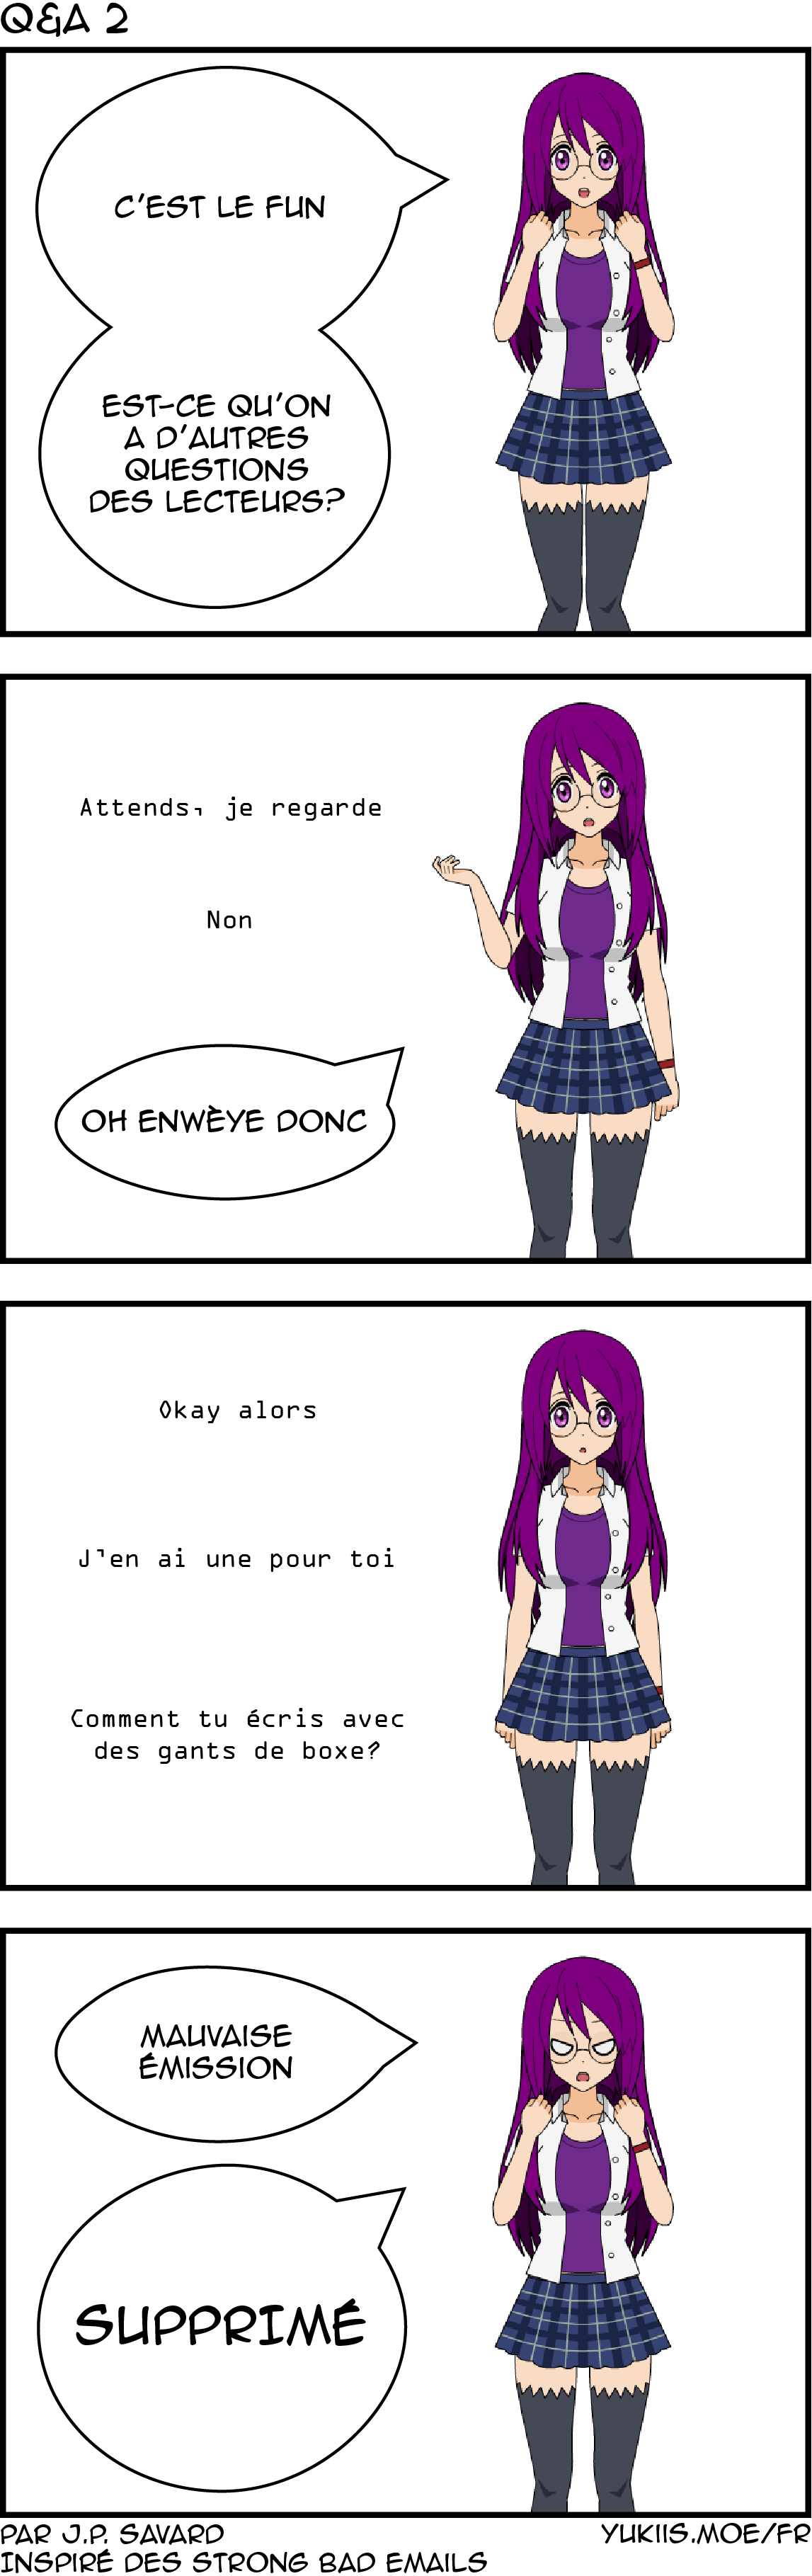 Q&A 2
C'EST LE FUN
EST-CE QU'ON
A D'AUTRES
QUESTIONS
DES LECTEURS?
Attends, je regarde
Non
OH ENWÈYE DONC
Okay alors
J'en ai une pour toi
Comment tu écris avec
des gants de boxe?
MAUVAISE
ÉMISSION
SUPPRIMÉ
PAR J.P. SAVARD
YUKIIS.MOE/FR
INSPIRÉ DES STRONG BAD EMAILS